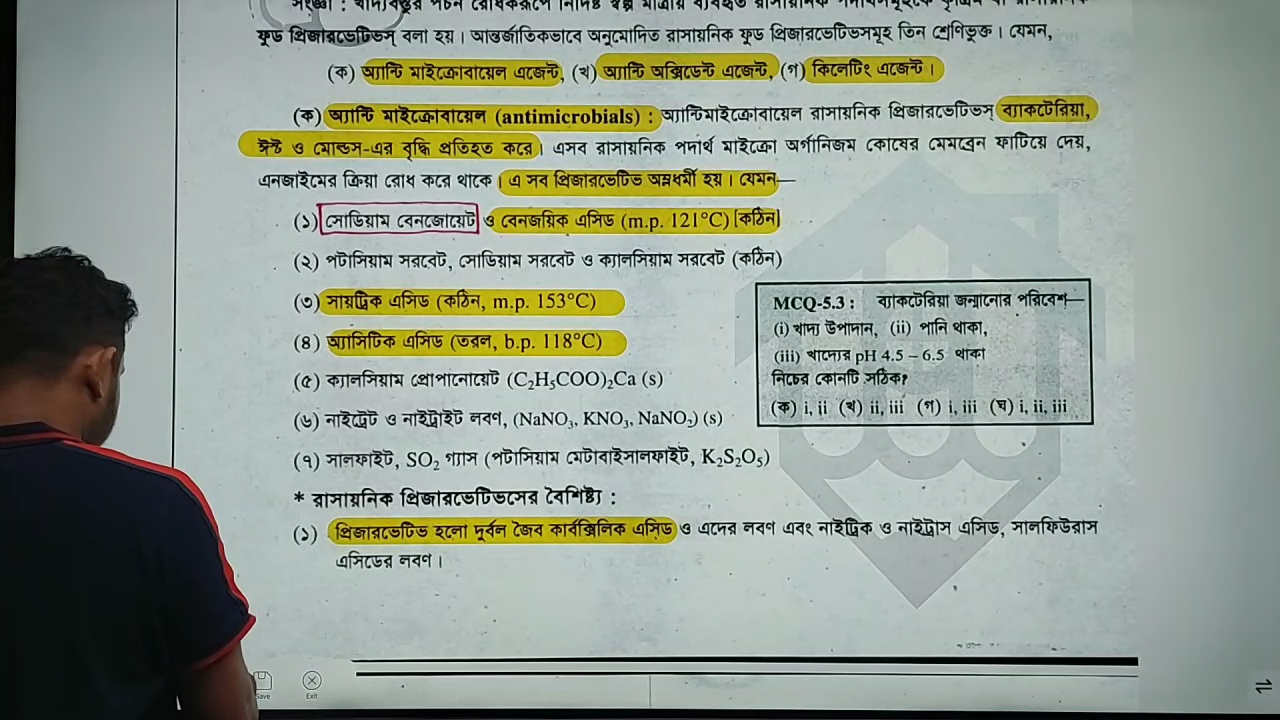 ফুড প্রিজারভেটিভস্ বলা হয়। আন্তর্জাতিকভাবে অনুমোদিত রাসায়নিক ফুড প্রিজারভেটিভসমূহ তিন শ্রেণিভুক্ত। যেমন,
(ক) অ্যান্টি মাইক্রোবায়েল এজেন্ট, (খ) অ্যান্টি অক্সিডেন্ট এজেন্ট, (গ) কিলেটিং এজেন্ট।
(ক) অ্যান্টি মাইক্রোবায়েল (antimicrobials) : অ্যান্টিমাইক্রোবায়েল রাসায়নিক প্রিজারভেটিভস্ ব্যাকটেরিয়া,
ঈস্ট ও মোল্ডস-এর বৃদ্ধি প্রতিহত করে। এসব রাসায়নিক পদার্থ মাইক্রো অর্গানিজম কোষের মেমব্রেন ফাটিয়ে দেয়,
এনজাইমের ক্রিয়া রোধ করে থাকে। এ সব প্রিজারভেটিভ অম্লধর্মী হয়। যেমন—
(১) সোডিয়াম বেনজোয়েট ও বেনজয়িক এসিড (m.p. 121°C) [কঠিন]
(২) পটাসিয়াম সরবেট, সোডিয়াম সরবেট ও ক্যালসিয়াম সরবেট (কঠিন)
(৩) সায়ট্রিক এসিড (কঠিন, m.p. 153°C)
(৪) অ্যাসিটিক এসিড (তরল, b.p. 118°C)
(৫) ক্যালসিয়াম প্রোপানোয়েট (C₂H₅COO)₂Ca (s)
(৬) নাইট্রেট ও নাইট্রাইট লবণ, (NaNO₃, KNO₃, NaNO₂) (s)
(৭) সালফাইট, SO₂ গ্যাস (পটাসিয়াম মেটাবাইসালফাইট, K₂S₂O₅)
MCQ-5.3 : ব্যাকটেরিয়া জন্মানোর পরিবেশ—
(i) খাদ্য উপাদান, (ii) পানি থাকা,
(iii) খাদ্যের pH 4.5 – 6.5 থাকা
নিচের কোনটি সঠিক?
(ক) i, ii (খ) ii, iii (গ) i, iii (ঘ) i, ii, iii
* রাসায়নিক প্রিজারভেটিভসের বৈশিষ্ট্য :
(১) প্রিজারভেটিভ হলো দুর্বল জৈব কার্বক্সিলিক এসিড ও এদের লবণ এবং নাইট্রিক ও নাইট্রাস এসিড, সালফিউরাস
এসিডের লবণ।
Save Exit